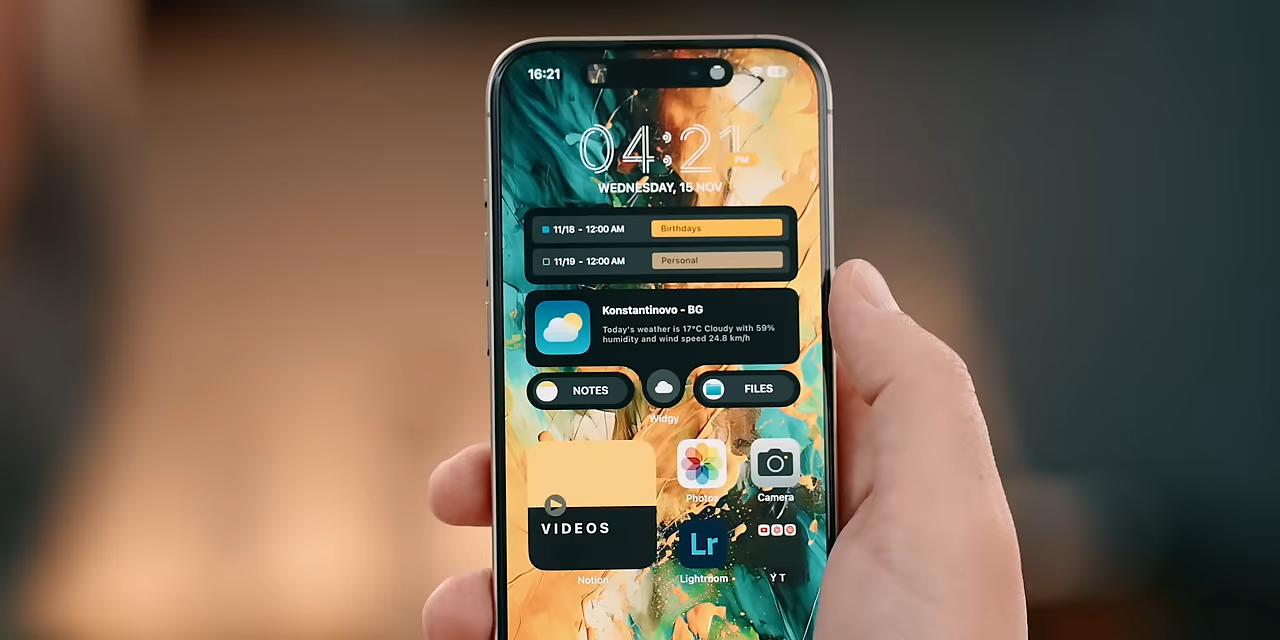 16:21
04:21
PM
WEDNESDAY, 15 NOV
11/18 - 12:00 AM Birthdays
11/19 - 12:00 AM Personal
Konstantinovo - BG
Today's weather is 17°C Cloudy with 59%
humidity and wind speed 24.8 km/h
NOTES
FILES
Widgy
VIDEOS
Notion
Photos
Camera
Lr
Lightroom
YT